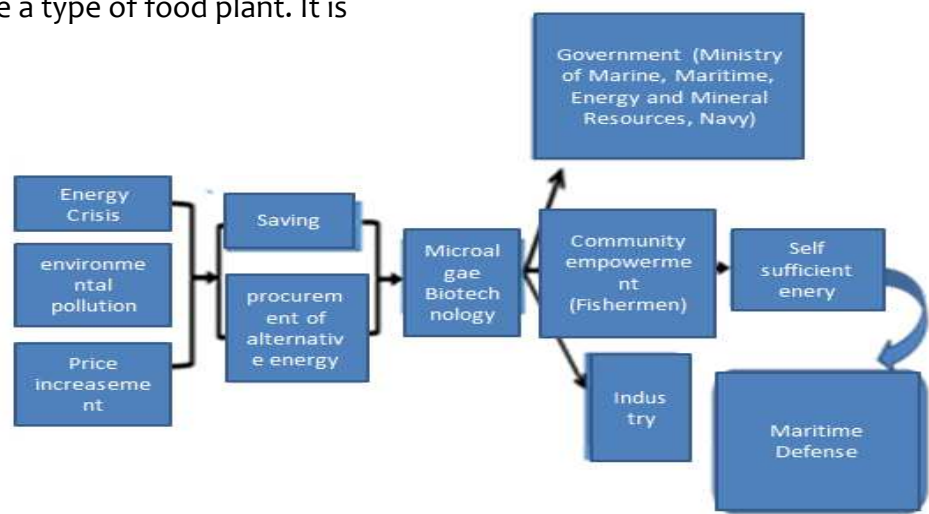 e a type of food plant. It is
Government (Ministry
of Marine, Maritime,
Energy and Mineral
Resources, Navy)
Energy
Crisis
environme
ntal
pollution
Price
increaseme
nt
Saving
procurem
ent of
alternativ
e energy
Microal
gae
Biotech
nology
Community
empowerme
nt
(Fishermen)
Indus
try
Self
sufficient
enery
Maritime
Defense